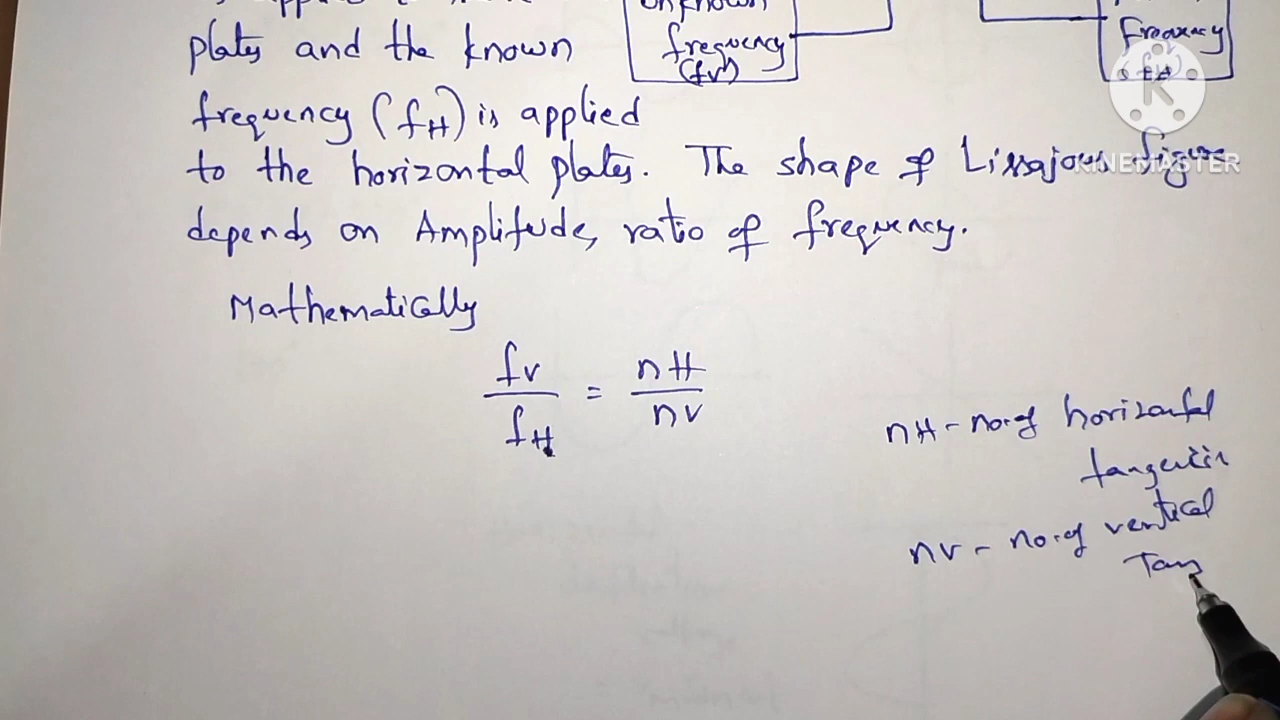 plates and the known
frequency (fH) is applied
to the horizontal plates. The shape of Lissajous figure
depends on Amplitude, ratio of frequency.
unknown
frequency
(fv)
Frequency
fH
KINEMASTER
Mathematically
fv / fH = nH / nv
nH - no. of horizontal
nv - no. of vertical
Tan